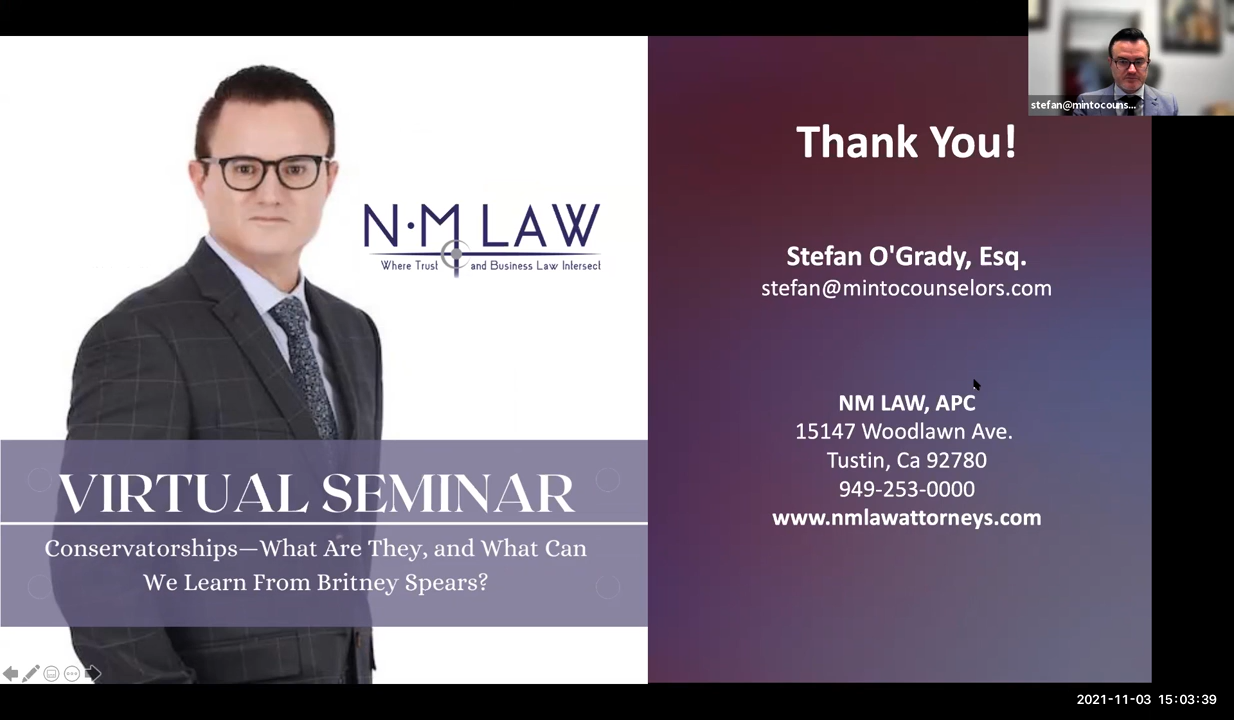 stefan@mintocouns...
N·M LAW
Where Trust and Business Law Intersect
VIRTUAL SEMINAR
Conservatorships—What Are They, and What Can
We Learn From Britney Spears?
Thank You!
Stefan O'Grady, Esq.
stefan@mintocounselors.com
NM LAW, APC
15147 Woodlawn Ave.
Tustin, Ca 92780
949-253-0000
www.nmlawattorneys.com
2021-11-03 15:03:39